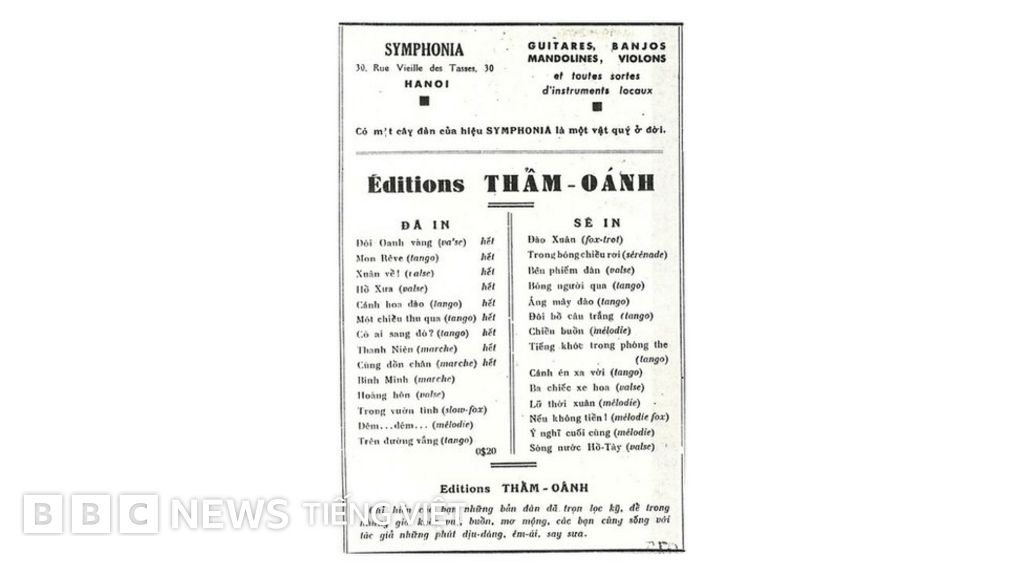 SYMPHONIA
30, Rue Vieille des Tasses, 30
HANOI
GUITARES, BANJOS
MANDOLINES, VIOLONS
et toutes sortes
d'instruments locaux
Có một cây đàn của hiệu SYMPHONIA là một vật quý ở đời.
Éditions THẨM-OÁNH
ĐÃ IN
Đôi Oanh vàng (va'se) hết
Mon Rêve (tango) hết
Xuân về! (valse) hết
Hồ Xưa (valse) hết
Cánh hoa đào (tango) hết
Một chiều thu qua (tango) hết
Cô ai sang đò? (tango) hết
Thanh Niên (marche) hết
Cùng dồn chân (marche) hết
Bình Minh (marche)
Hoàng hôn (valse)
Trong vườn tình (slow-fox)
Đêm...đêm... (mélodie)
Trên đường vắng (tango)
0$20
SẼ IN
Đào Xuân (fox-trot)
Trong bóng chiều rơi (sérénade)
Bên phiếm đàn (valse)
Bóng người qua (tango)
Áng mây đào (tango)
Đôi bồ câu trắng (tango)
Chiều buồn (mélodie)
Tiếng khóc trong phòng the
(tango)
Cánh én xa vời (tango)
Ba chiếc xe hoa (valse)
Lỡ thời xuân (mélodie)
Nếu không tiền! (mélodie fox)
Ý nghĩ cuối cùng (mélodie)
Sóng nước Hồ-Tây (valse)
Editions THẨM-OÁNH
những bản đàn đã trọn lọc kỹ, để trong
buồn, mơ mộng, các bạn cùng sống với
tác giả những phút dịu-dàng, êm-ái, say sưa.
BBC NEWS TIẾNG VIỆT